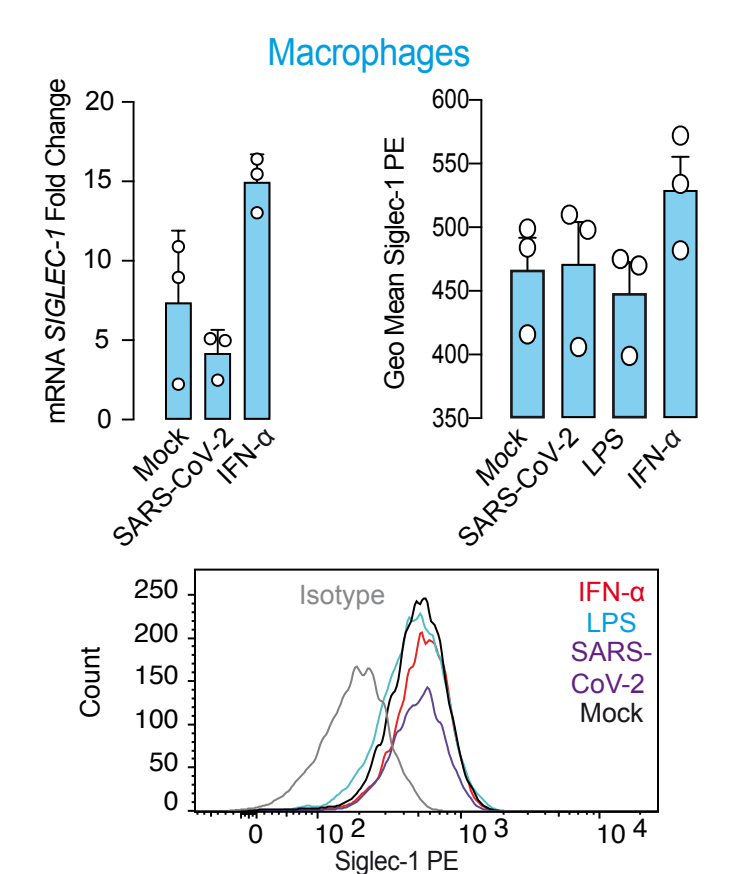 Macrophages
mRNA SIGLEC-1 Fold Change
20
15
10
5
0
Mock
SARS-CoV-2
IFN-α
Geo Mean Siglec-1 PE
600
550
500
450
400
350
Mock
SARS-CoV-2
LPS
IFN-α
Count
250
200
150
100
50
0
Isotype
IFN-α
LPS
SARS-
CoV-2
Mock
0 10 2 10 3 10 4
Siglec-1 PE